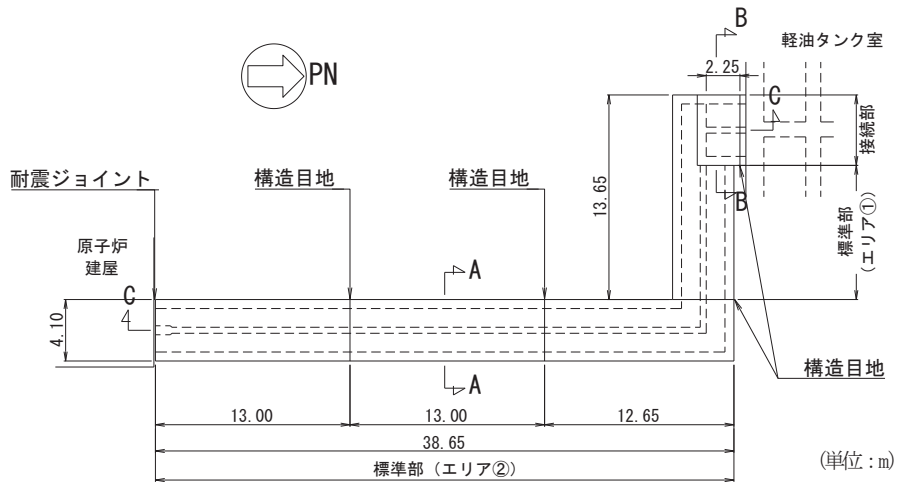 B
軽油タンク室
2.25
PN
C
接続部
耐震ジョイント
構造目地
構造目地
13.65
B
標準部
(エリア①)
原子炉
建屋
A
C
4.10
A
構造目地
13.00
13.00
12.65
38.65
標準部(エリア②)
(単位:m)